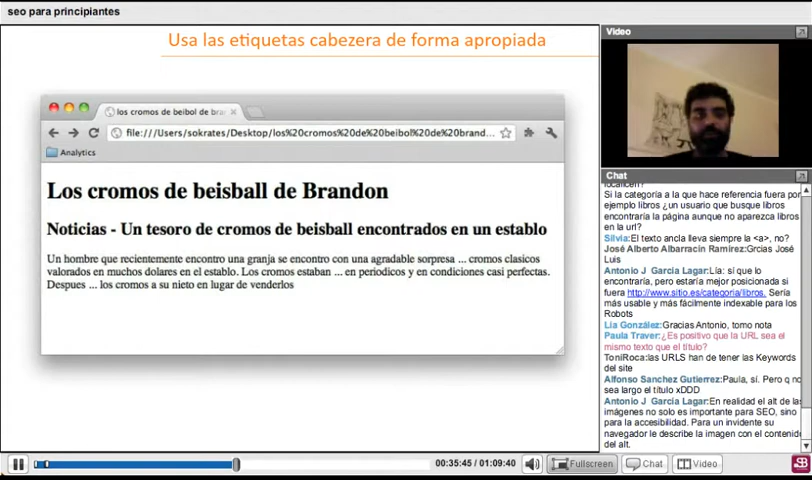 seo para principiantes
Usa las etiquetas cabezera de forma apropiada
los cromos de beibol de bra
file:///Users/sokrates/Desktop/los%20cromos%20de%20beibol%20de%20brand...
Analytics
Los cromos de beisball de Brandon
Noticias - Un tesoro de cromos de beisball encontrados en un establo
Un hombre que recientemente encontro una granja se encontro con una agradable sorpresa ... cromos clasicos
valorados en muchos dolares en el establo. Los cromos estaban ... en periodicos y en condiciones casi perfectas.
Despues ... los cromos a su nieto en lugar de venderlos
Video
Chat
Si la categoría a la que hace referencia fuera por
ejemplo libros ¿un usuario que busque libros
encontraría la página aunque no aparezca libros
en la url?
Silvia:El texto ancla lleva siempre la <a>, no?
José Alberto Albarracin Ramírez:Grcias José
Luis
Antonio J García Lagar:Lía: sí que lo
encontraría, pero estaría mejor posicionada si
fuera http://www.sitio.es/categoria/libros. Sería
más usable y más fácilmente indexable para los
Robots
Lía González:Gracias Antonio, tomo nota
Paula Traver:¿Es positivo que la URL sea el
mismo texto que el título?
ToniRoca:las URLS han de tener las Keywords
del site
Alfonso Sanchez Gutierrez:Paula, sí. Pero q no
sea largo el título xDDD
Antonio J García Lagar:En realidad el alt de las
imágenes no solo es importante para SEO, sino
para la accesibilidad. Para un invidente su
navegador le describe la imagen con el contenido
del alt.
00:35:45 / 01:09:40
Fullscreen
Chat
Video